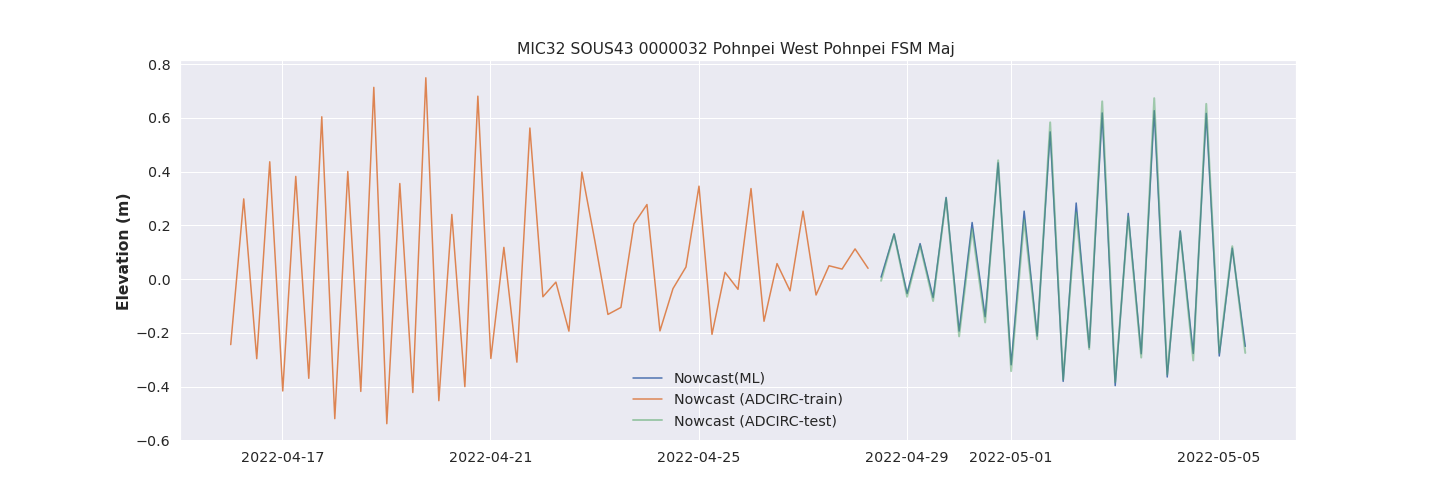 MIC32 SOUS43 0000032 Pohnpei West Pohnpei FSM Maj
Elevation (m)
0.8
0.6
0.4
0.2
0.0
−0.2
−0.4
−0.6
Nowcast(ML)
Nowcast (ADCIRC-train)
Nowcast (ADCIRC-test)
2022-04-17 2022-04-21 2022-04-25 2022-04-29 2022-05-01 2022-05-05